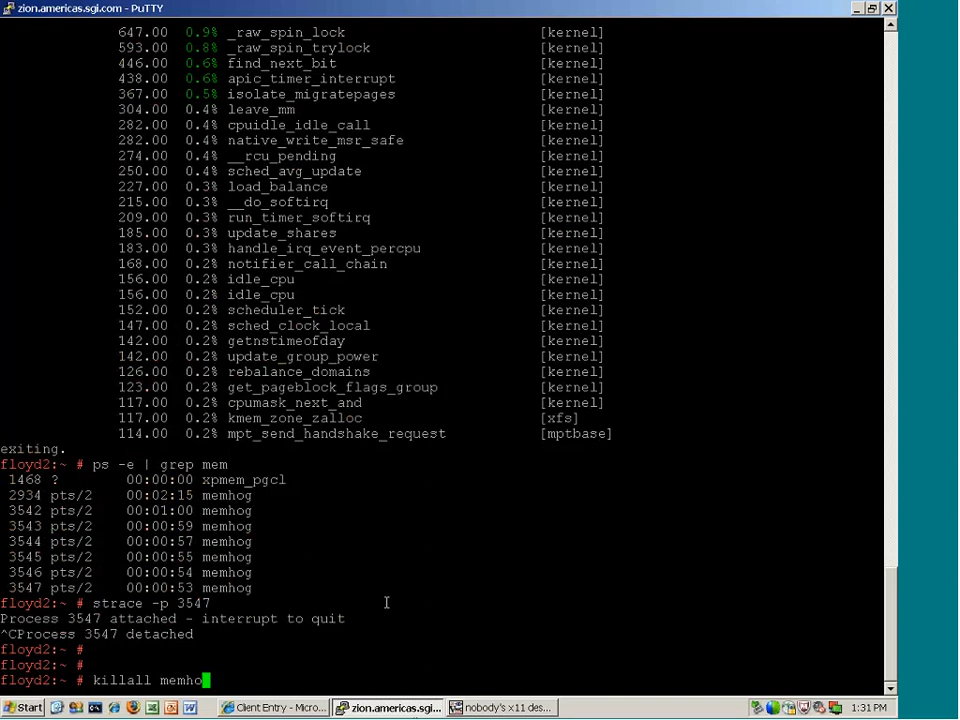 zion.americas.sgi.com - PuTTY
647.00 0.9% _raw_spin_lock [kernel]
593.00 0.8% _raw_spin_trylock [kernel]
446.00 0.6% find_next_bit [kernel]
438.00 0.6% apic_timer_interrupt [kernel]
367.00 0.5% isolate_migratepages [kernel]
304.00 0.4% leave_mm [kernel]
282.00 0.4% cpuidle_idle_call [kernel]
282.00 0.4% native_write_msr_safe [kernel]
274.00 0.4% __rcu_pending [kernel]
250.00 0.4% sched_avg_update [kernel]
227.00 0.3% load_balance [kernel]
215.00 0.3% __do_softirq [kernel]
209.00 0.3% run_timer_softirq [kernel]
185.00 0.3% update_shares [kernel]
183.00 0.3% handle_irq_event_percpu [kernel]
168.00 0.2% notifier_call_chain [kernel]
156.00 0.2% idle_cpu [kernel]
156.00 0.2% idle_cpu [kernel]
152.00 0.2% scheduler_tick [kernel]
147.00 0.2% sched_clock_local [kernel]
142.00 0.2% getnstimeofday [kernel]
142.00 0.2% update_group_power [kernel]
126.00 0.2% rebalance_domains [kernel]
123.00 0.2% get_pageblock_flags_group [kernel]
117.00 0.2% cpumask_next_and [kernel]
117.00 0.2% kmem_zone_zalloc [xfs]
114.00 0.2% mpt_send_handshake_request [mptbase]
exiting.
floyd2:~ # ps -e | grep mem
1468 ? 00:00:00 xpmem_pgcl
2934 pts/2 00:02:15 memhog
3542 pts/2 00:01:00 memhog
3543 pts/2 00:00:59 memhog
3544 pts/2 00:00:57 memhog
3545 pts/2 00:00:55 memhog
3546 pts/2 00:00:54 memhog
3547 pts/2 00:00:53 memhog
floyd2:~ # strace -p 3547
Process 3547 attached - interrupt to quit
^CProcess 3547 detached
floyd2:~ #
floyd2:~ #
floyd2:~ # killall memho
Start Client Entry - Micro... zion.americas.sgi... nobody's x11 des... 1:31 PM